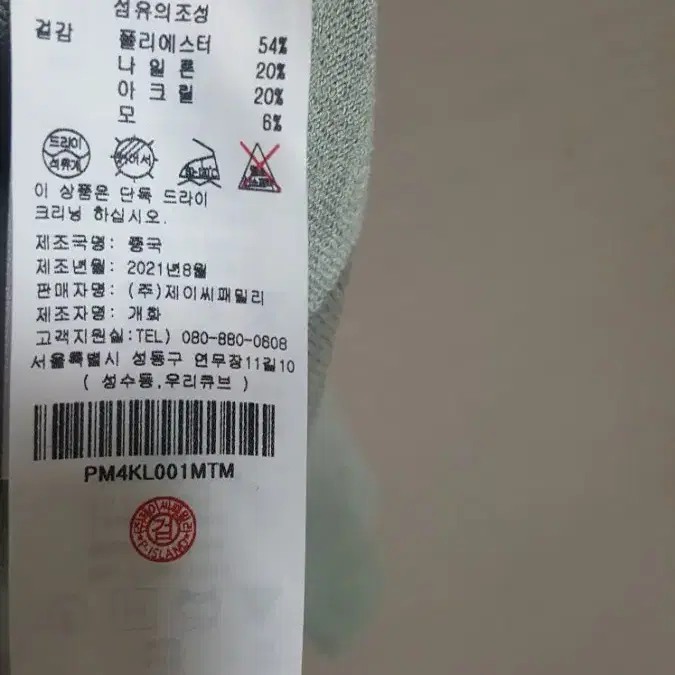 섬유의조성
겉감 폴리에스터 54%
나 일 론 20%
아 크 릴 20%
모 6%
드라이
석유계
이 상품은 단독 드라이
크리닝 하십시오.
제조국명: 중국
제조년월: 2021년8월
판매자명: (주)제이씨패밀리
제조자명: 개화
고객지원실:TEL) 080-880-0808
서울특별시 성동구 연무장11길10
( 성수동,우리큐브 )
PM4KL001MTM
검
P-ISLAND